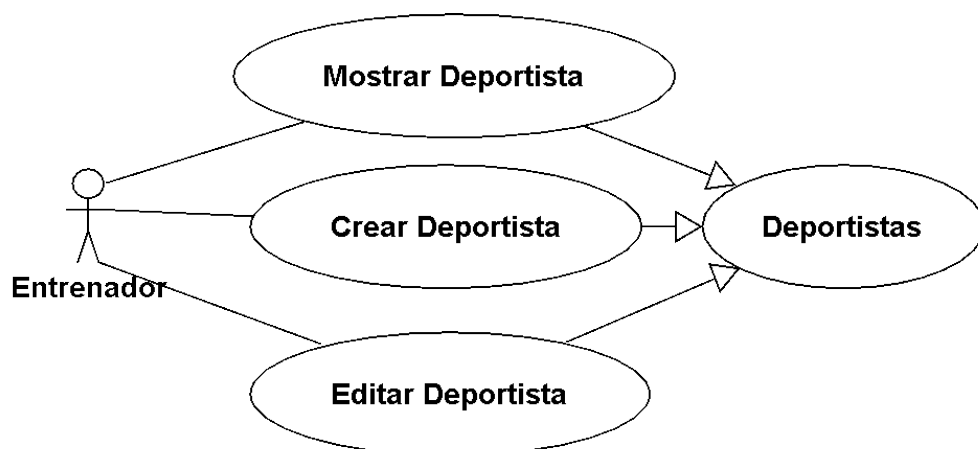 Mostrar Deportista
Crear Deportista
Deportistas
Entrenador
Editar Deportista